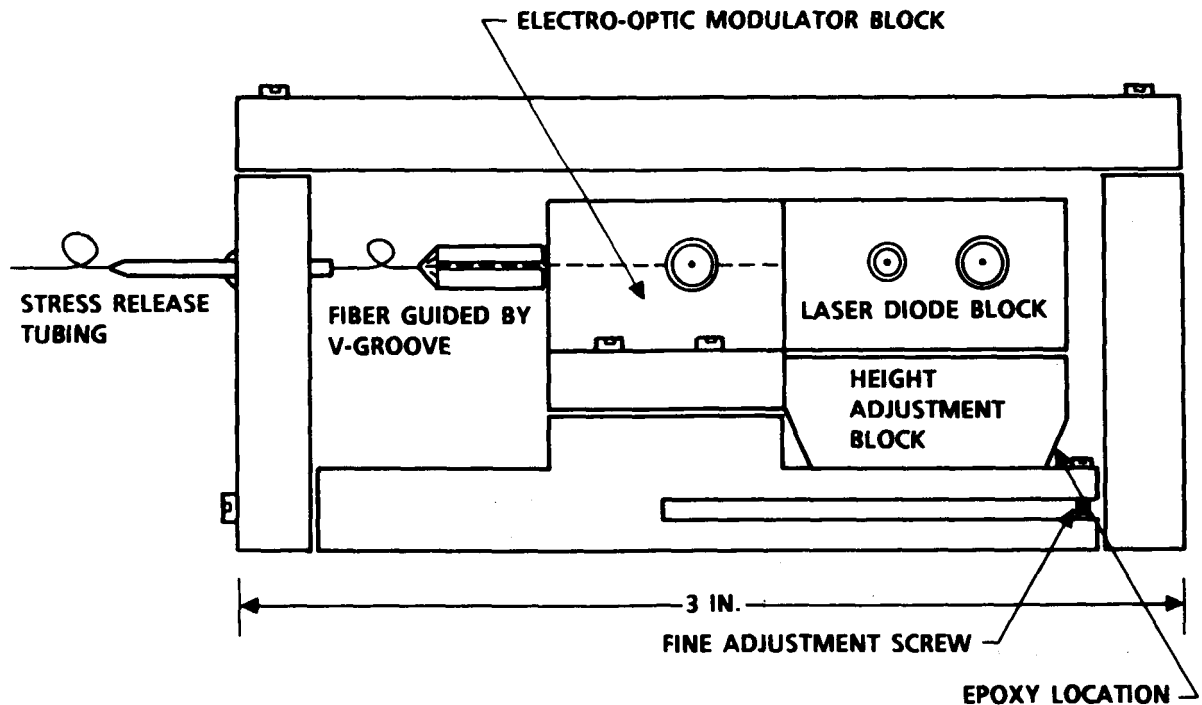 ELECTRO-OPTIC MODULATOR BLOCK
STRESS RELEASE
TUBING
FIBER GUIDED BY
V-GROOVE
LASER DIODE BLOCK
HEIGHT
ADJUSTMENT
BLOCK
3 IN.
FINE ADJUSTMENT SCREW
EPOXY LOCATION